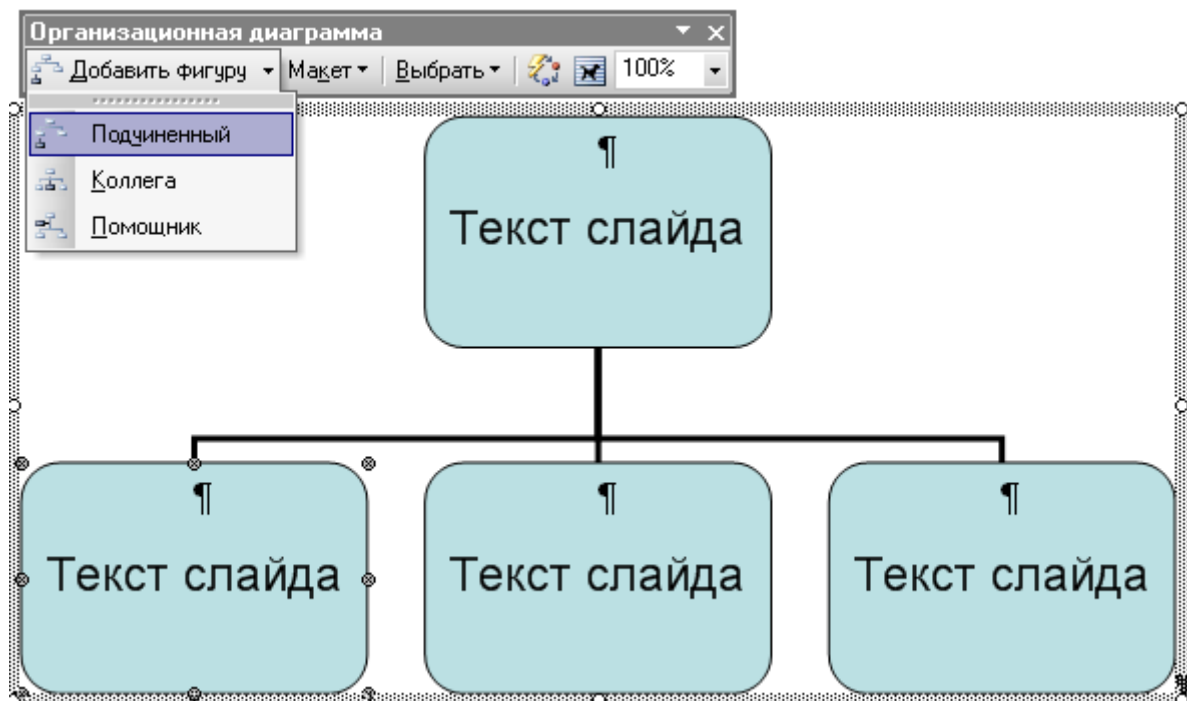 Организационная диаграмма
Добавить фигуру Макет Выбрать 100%
Подчиненный
Коллега
Помощник
¶
Текст слайда
¶ ¶ ¶
Текст слайда Текст слайда Текст слайда